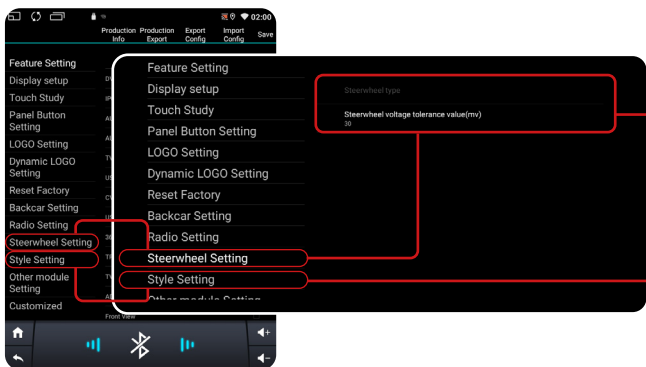 02:00
Production Info
Production Export
Export Config
Import Config
Save
Feature Setting
Display setup
Touch Study
Panel Button
Setting
LOGO Setting
Dynamic LOGO
Setting
Reset Factory
Backcar Setting
Radio Setting
Steerwheel Setting
Style Setting
Other module
Setting
Customized
Front View
Feature Setting
Display setup
Touch Study
Panel Button Setting
LOGO Setting
Dynamic LOGO Setting
Reset Factory
Backcar Setting
Radio Setting
Steerwheel Setting
Style Setting
Other module Setting
Steerwheel type
Steerwheel voltage tolerance value(mv)
30